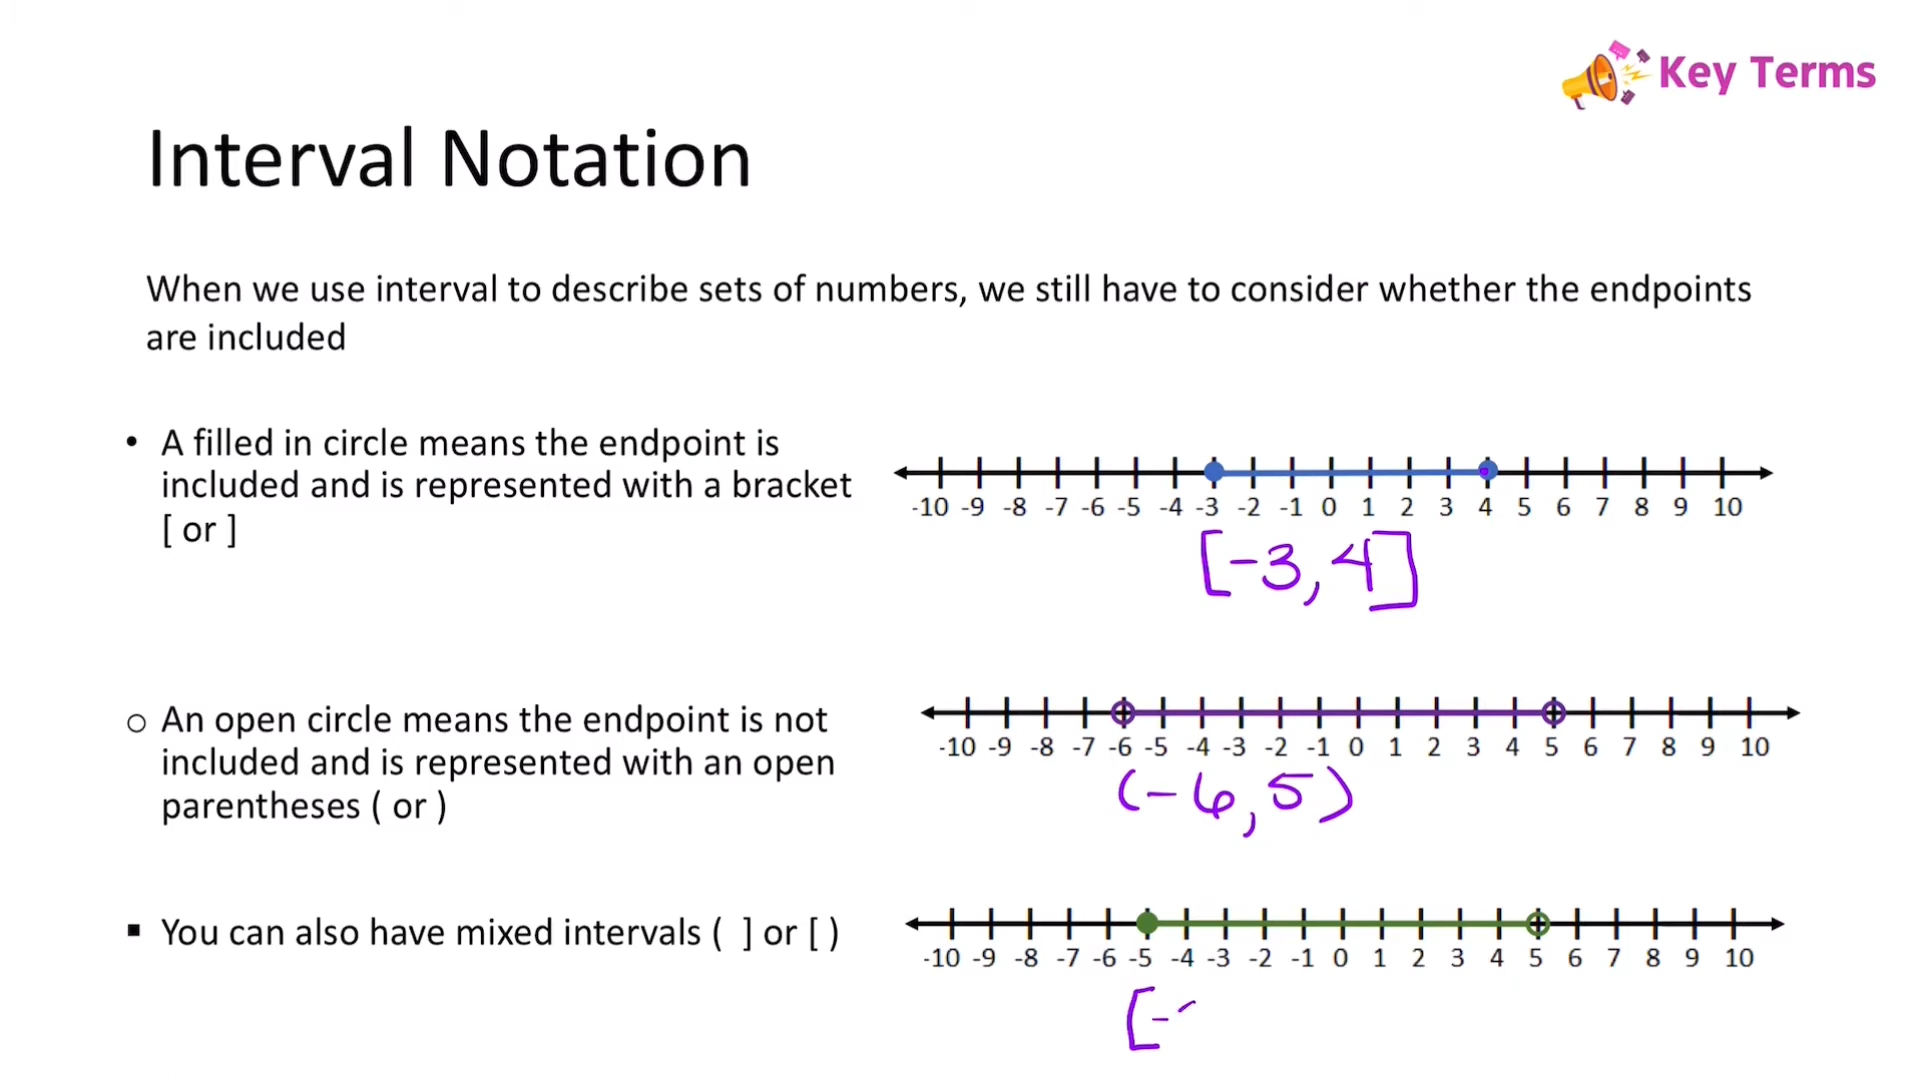 Key Terms
Interval Notation
When we use interval to describe sets of numbers, we still have to consider whether the endpoints
are included
• A filled in circle means the endpoint is
included and is represented with a bracket
[ or ]
-10 -9 -8 -7 -6 -5 -4 -3 -2 -1 0 1 2 3 4 5 6 7 8 9 10
[-3, 4]
o An open circle means the endpoint is not
included and is represented with an open
parentheses ( or )
-10 -9 -8 -7 -6 -5 -4 -3 -2 -1 0 1 2 3 4 5 6 7 8 9 10
(-6, 5)
▪ You can also have mixed intervals ( ] or [ )
-10 -9 -8 -7 -6 -5 -4 -3 -2 -1 0 1 2 3 4 5 6 7 8 9 10
[-